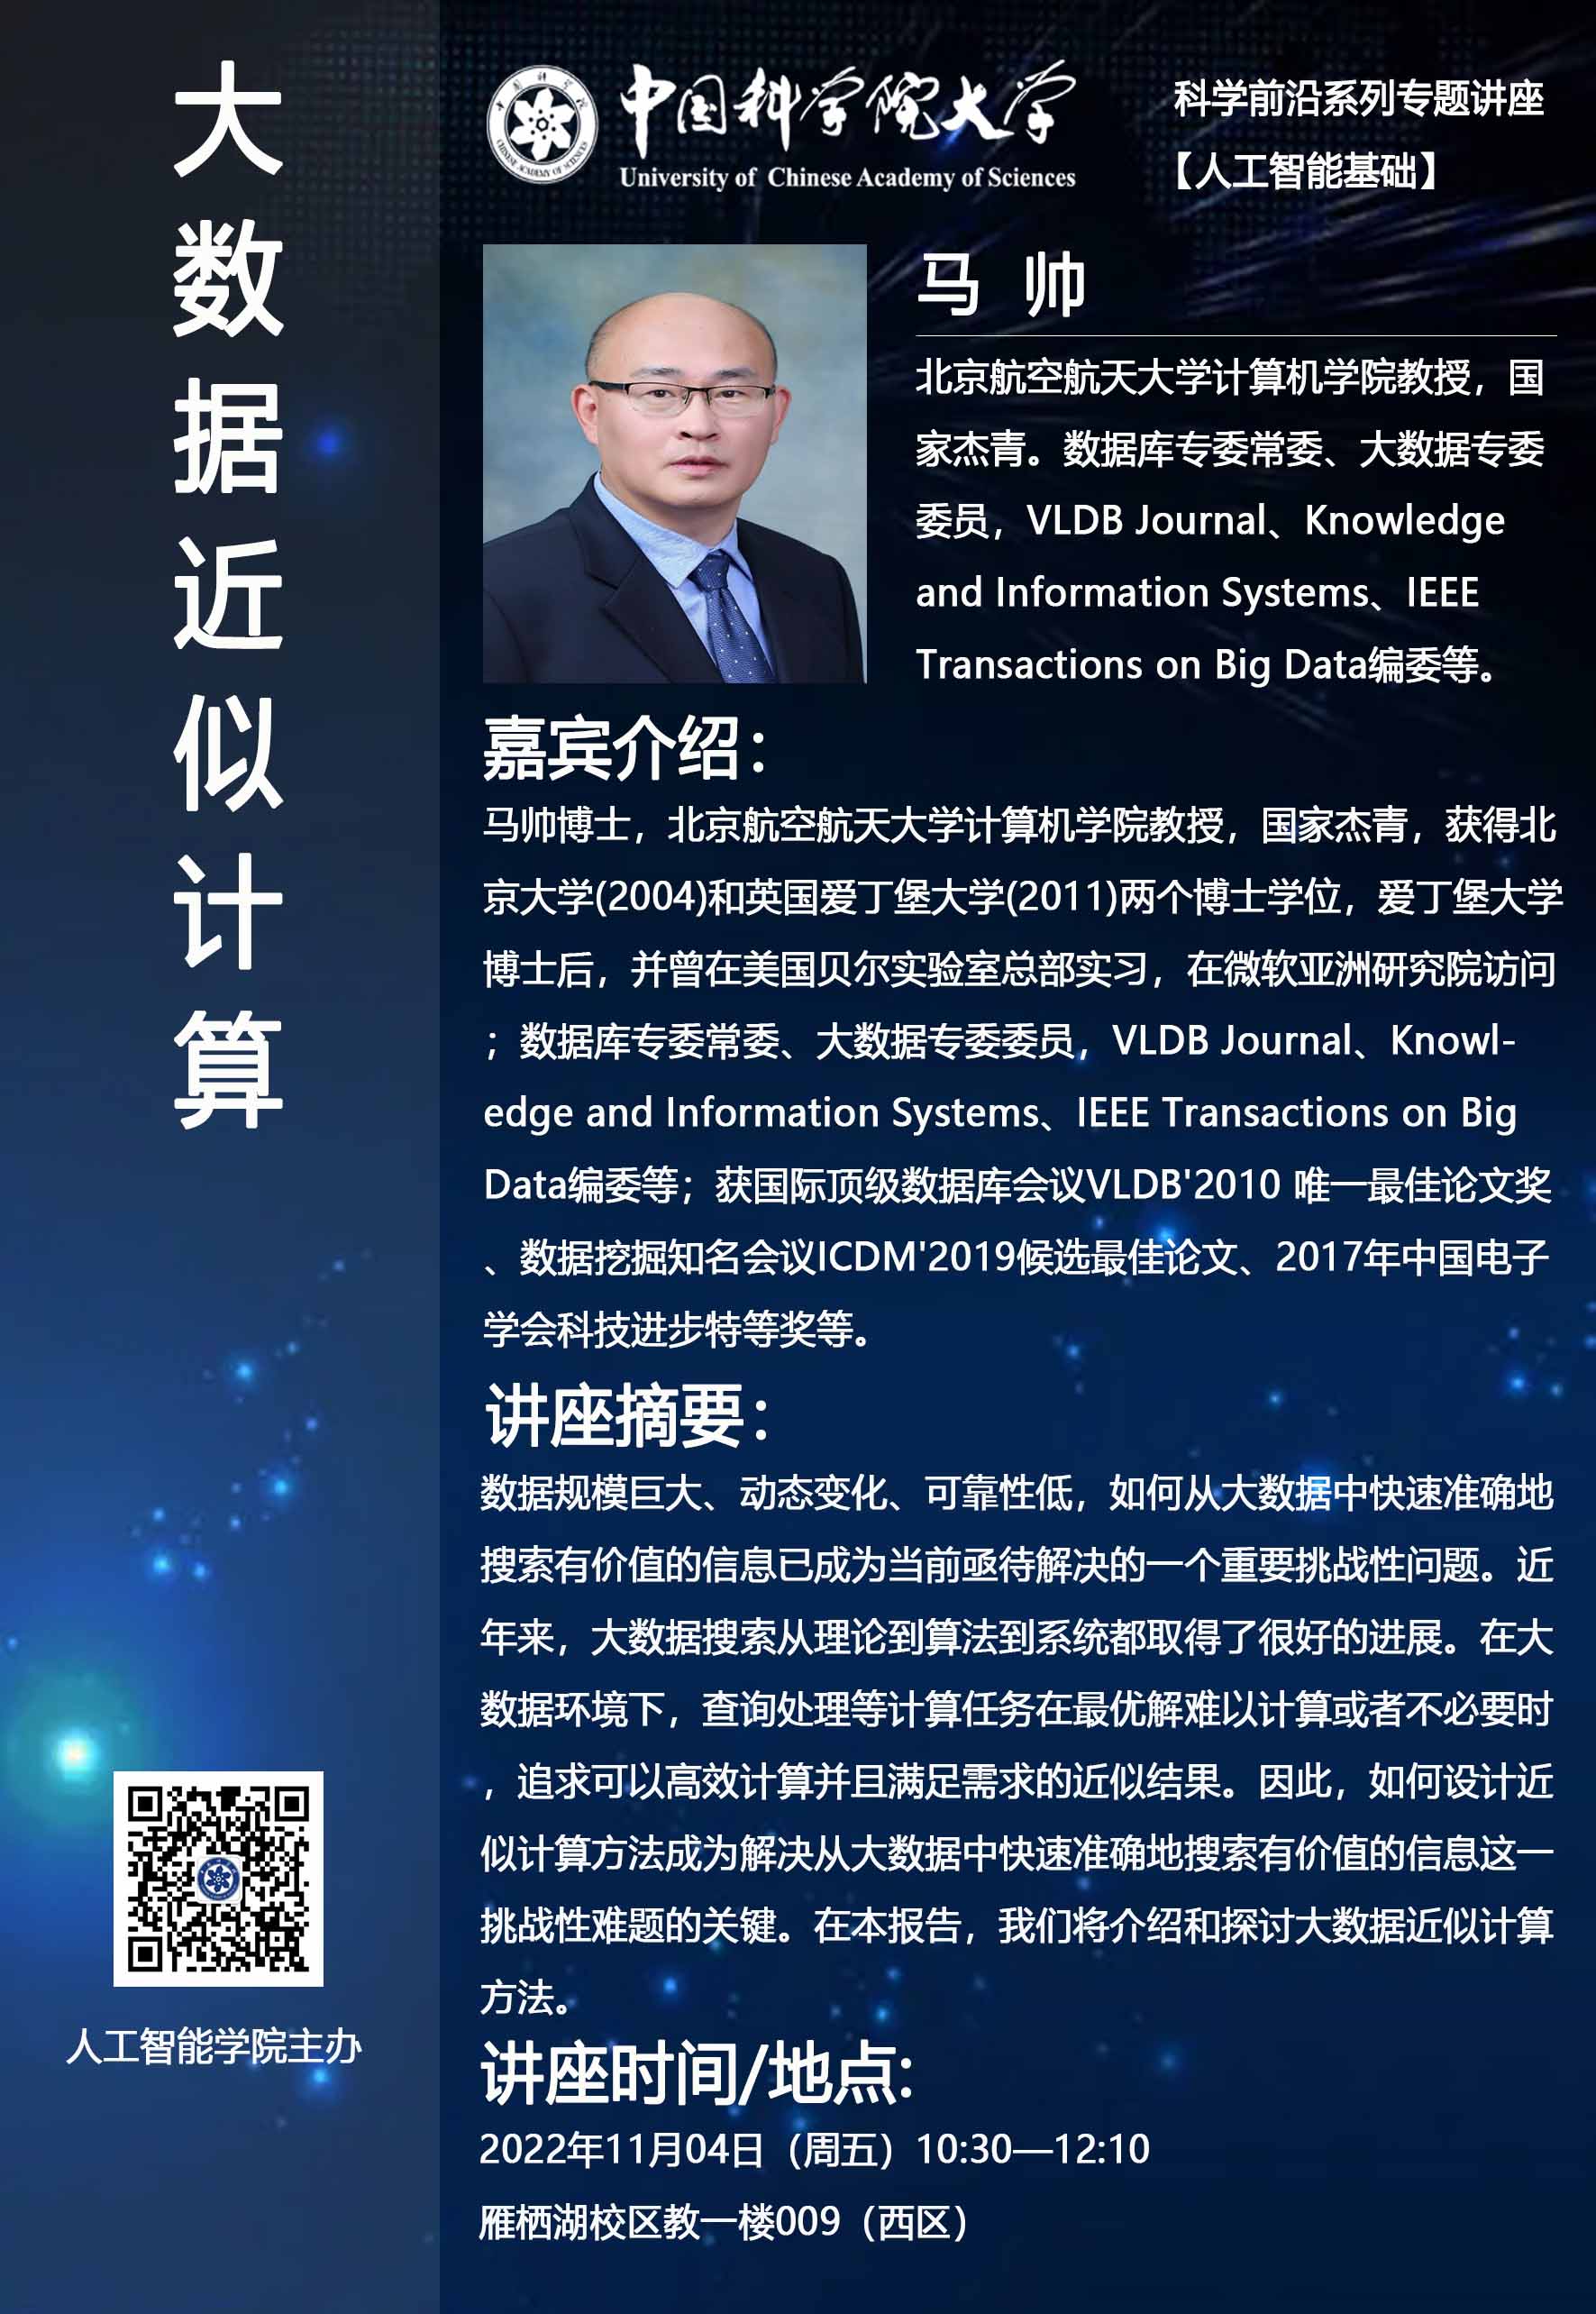 大数据近似计算
中国科学院大学
University of Chinese Academy of Sciences
中国科学院
CHINESE ACADEMY OF SCIENCES
科学前沿系列专题讲座
【人工智能基础】
马 帅
北京航空航天大学计算机学院教授，国
家杰青。数据库专委常委、大数据专委
委员，VLDB Journal、Knowledge
and Information Systems、IEEE
Transactions on Big Data编委等。
嘉宾介绍：
马帅博士，北京航空航天大学计算机学院教授，国家杰青，获得北
京大学(2004)和英国爱丁堡大学(2011)两个博士学位，爱丁堡大学
博士后，并曾在美国贝尔实验室总部实习，在微软亚洲研究院访问
；数据库专委常委、大数据专委委员，VLDB Journal、Knowl-
edge and Information Systems、IEEE Transactions on Big
Data编委等；获国际顶级数据库会议VLDB'2010 唯一最佳论文奖
、数据挖掘知名会议ICDM'2019候选最佳论文、2017年中国电子
学会科技进步特等奖等。
讲座摘要：
数据规模巨大、动态变化、可靠性低，如何从大数据中快速准确地
搜索有价值的信息已成为当前亟待解决的一个重要挑战性问题。近
年来，大数据搜索从理论到算法到系统都取得了很好的进展。在大
数据环境下，查询处理等计算任务在最优解难以计算或者不必要时
，追求可以高效计算并且满足需求的近似结果。因此，如何设计近
似计算方法成为解决从大数据中快速准确地搜索有价值的信息这一
挑战性难题的关键。在本报告，我们将介绍和探讨大数据近似计算
方法。
讲座时间/地点:
2022年11月04日（周五）10:30—12:10
雁栖湖校区教一楼009（西区）
人工智能学院主办